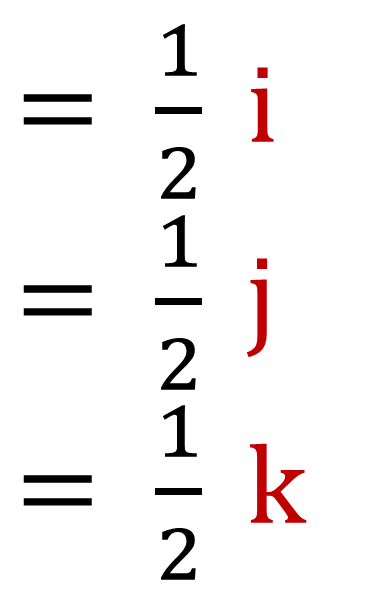 = 1/2 i
= 1/2 j
= 1/2 k